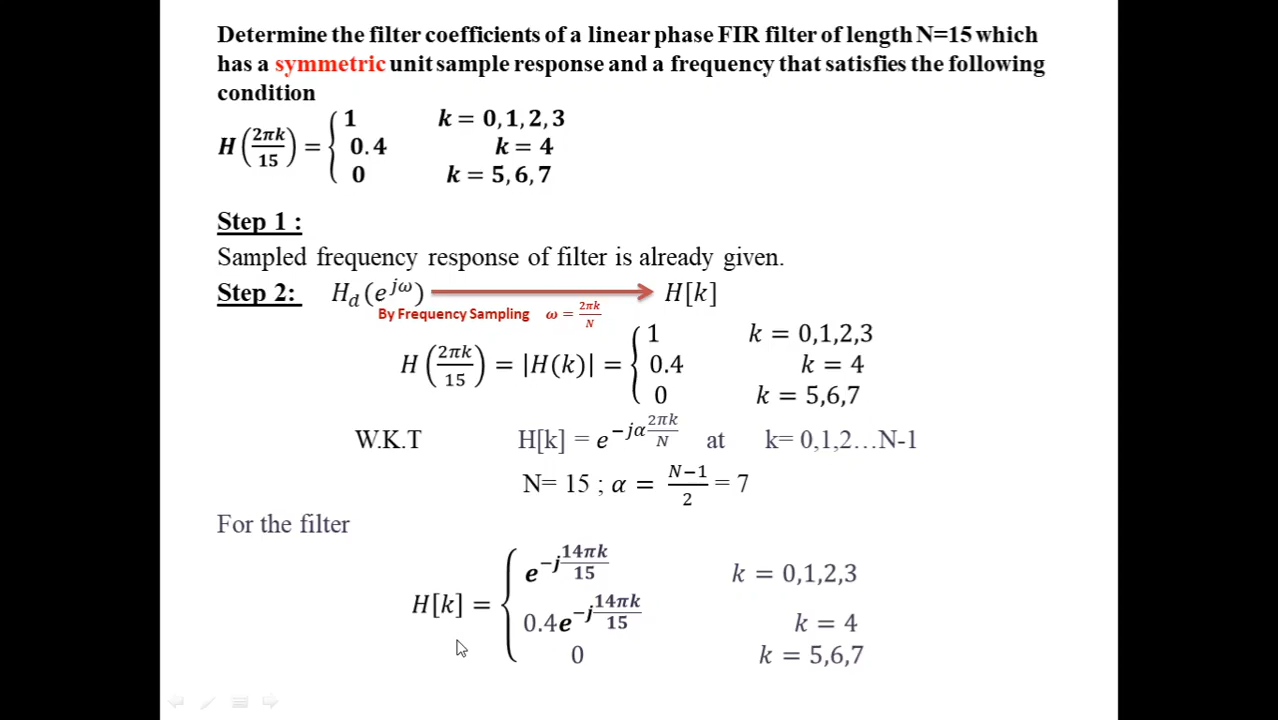 Determine the filter coefficients of a linear phase FIR filter of length N=15 which
has a symmetric unit sample response and a frequency that satisfies the following
condition
H(2πk/15) = { 1 k = 0,1,2,3
0.4 k = 4
0 k = 5,6,7
Step 1 :
Sampled frequency response of filter is already given.
Step 2: H_d(e^{jω}) → H[k]
By Frequency Sampling ω = 2πk/N
H(2πk/15) = |H(k)| = { 1 k = 0,1,2,3
0.4 k = 4
0 k = 5,6,7
W.K.T H[k] = e^{−jα2πk/N} at k= 0,1,2…N-1
N= 15 ; α = N−1/2 = 7
For the filter
H[k] = { e^{−j14πk/15} k = 0,1,2,3
0.4e^{−j14πk/15} k = 4
0 k = 5,6,7